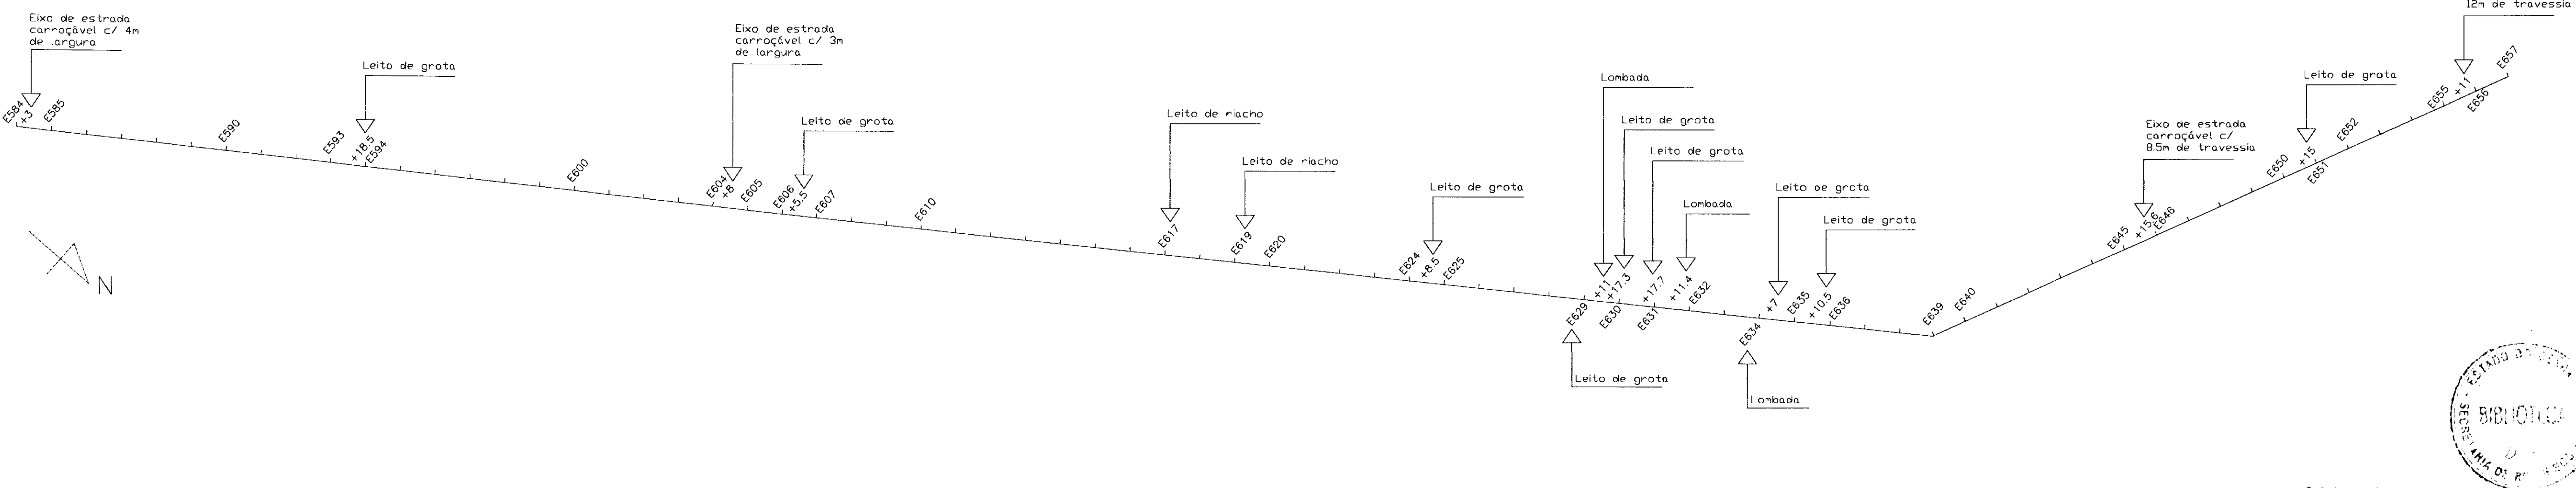 Eixo de estrada
carroçável c/ 4m
de largura
Leito de grota
Eixo de estrada
carroçável c/ 3m
de largura
Leito de grota
Leito de riacho
Leito de riacho
Leito de grota
Lombada
Leito de grota
Leito de grota
Lombada
Leito de grota
Leito de grota
Eixo de estrada
carroçável c/
8.5m de travessia
Leito de grota
12m de travessia
E584
+3
E585
E590
E593
+18.5
E594
E600
E604
+8
E605
E606
+5.5
E607
E610
E617
E619
E620
E624
+8.5
E625
E629
+11
+17.3
E630
+17.7
E631
+11.4
E632
E634
+7
E635
+10.5
E636
E639
E640
E645
+15.6
E646
E650
+15
E651
E652
E655
+11
E656
E657
Leito de grota
Lombada
N
ESTADO DO
BIBLIOTECA